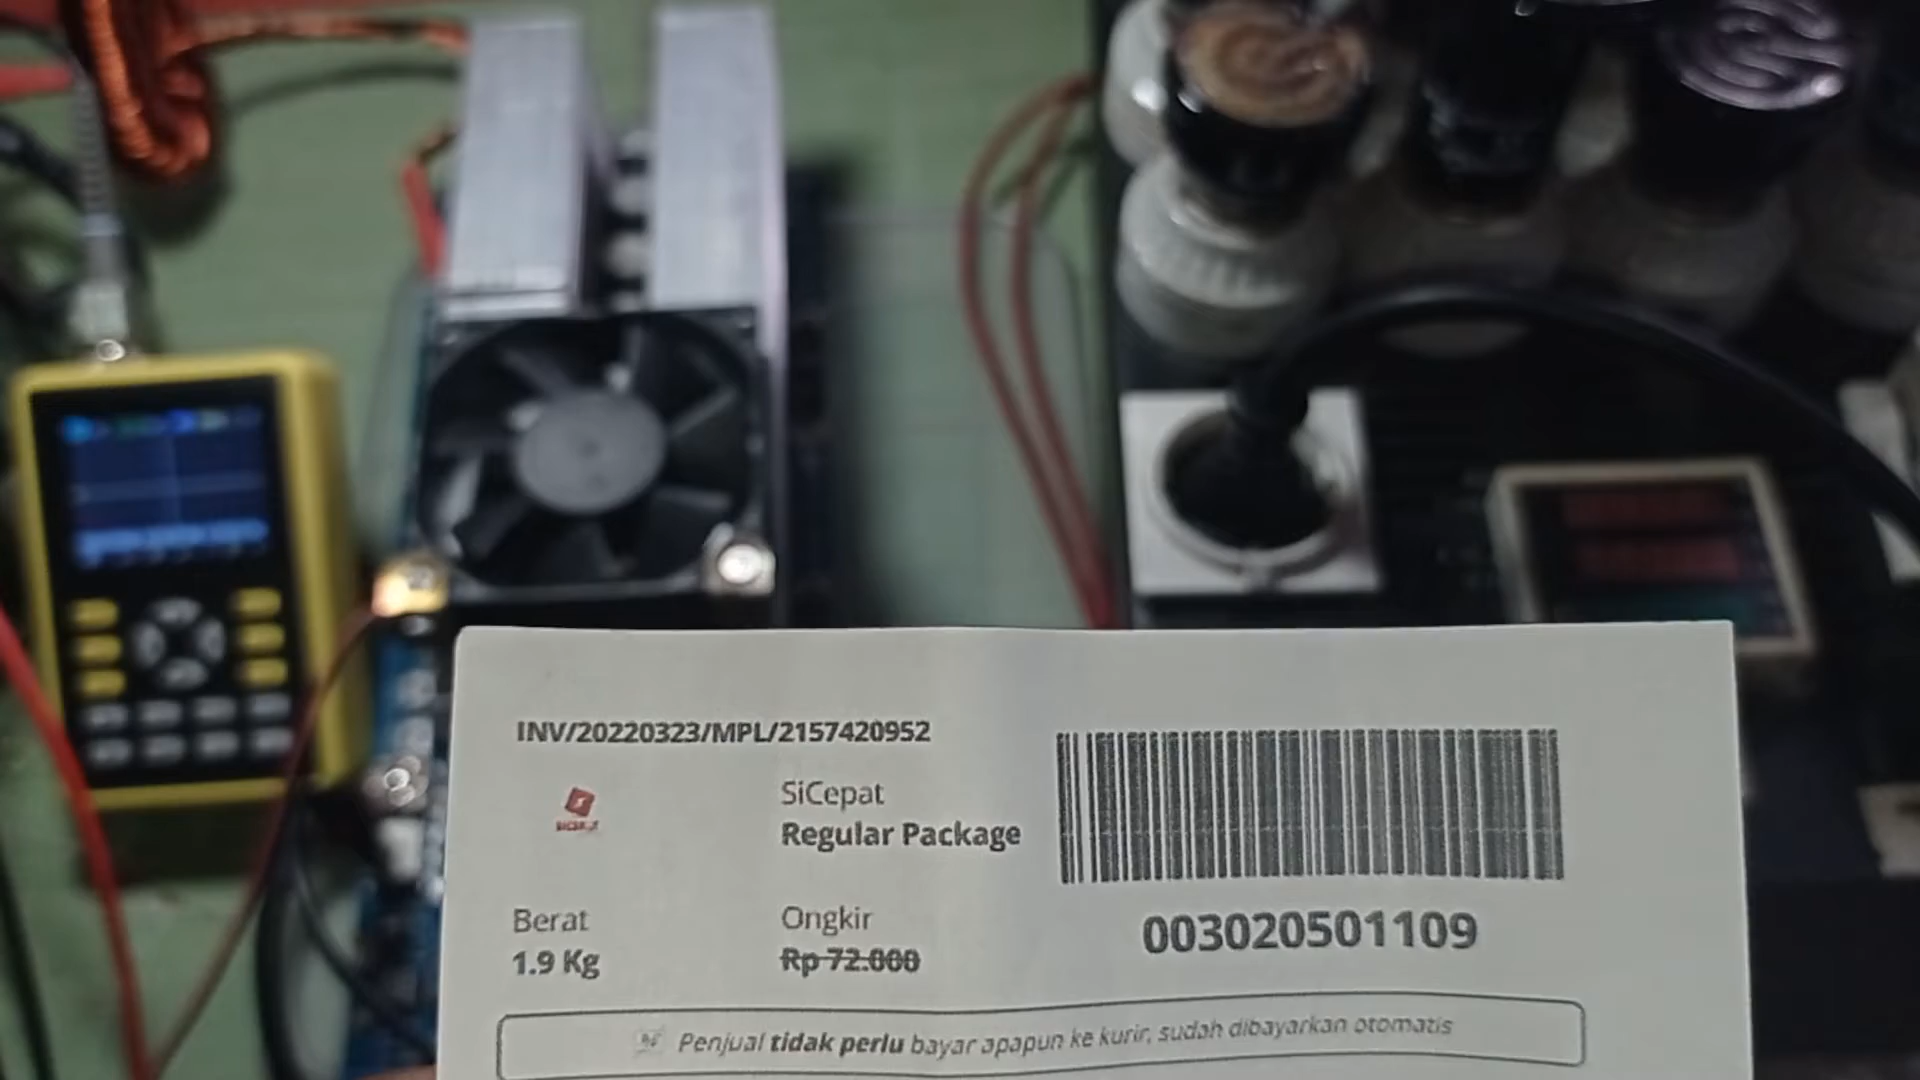 INV/20220323/MPL/2157420952
SiCepat
Regular Package
Berat
1.9 Kg
Ongkir
Rp 72.000
003020501109
Penjual tidak perlu bayar apapun ke kurir, sudah dibayarkan otomatis